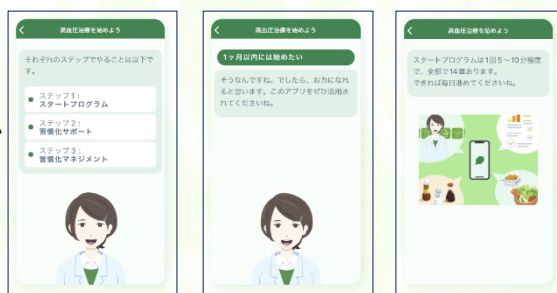 高血圧治療を始めよう
それぞれのステップでやることは以下で
す。
ステップ1：
スタートプログラム
ステップ2：
習慣化サポート
ステップ3：
習慣化マネジメント
高血圧治療を始めよう
1ヶ月以内には始めたい
そうなんですね。でしたら、お力になれ
ると思います。このアプリをぜひ活用さ
れてくださいね。
高血圧治療を始めよう
スタートプログラムは1回5～10分程度
で、全部で14章あります。
できれば毎日進めてくださいね。